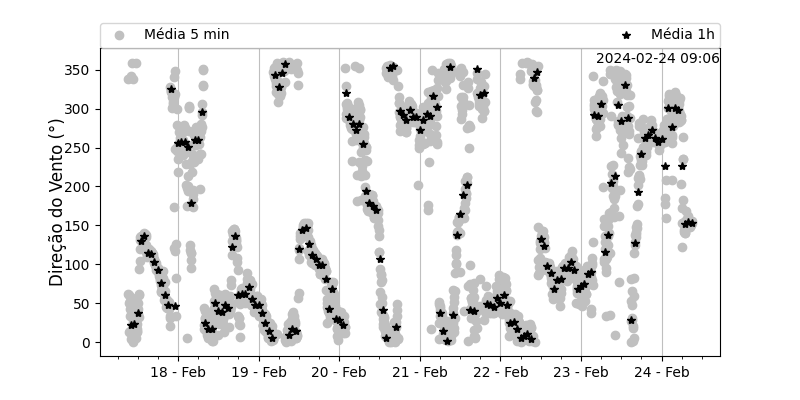 Média 5 min
Média 1h
2024-02-24 09:06
Direção do Vento (°)
350
300
250
200
150
100
50
0
18 - Feb
19 - Feb
20 - Feb
21 - Feb
22 - Feb
23 - Feb
24 - Feb